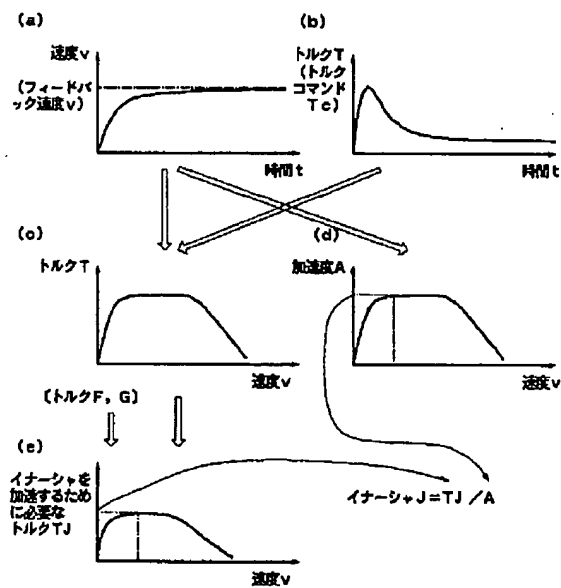 (a)
速度v
(フィードバ
ック速度v)
時間t
(b)
トルクT
(トルク
コマンド
Tc)
時間t
(c)
トルクT
速度v
(d)
加速度A
速度v
[トルクF,G]
(e)
イナーシャを
加速するため
に必要な
トルクTJ
速度v
イナーシャJ=TJ/A